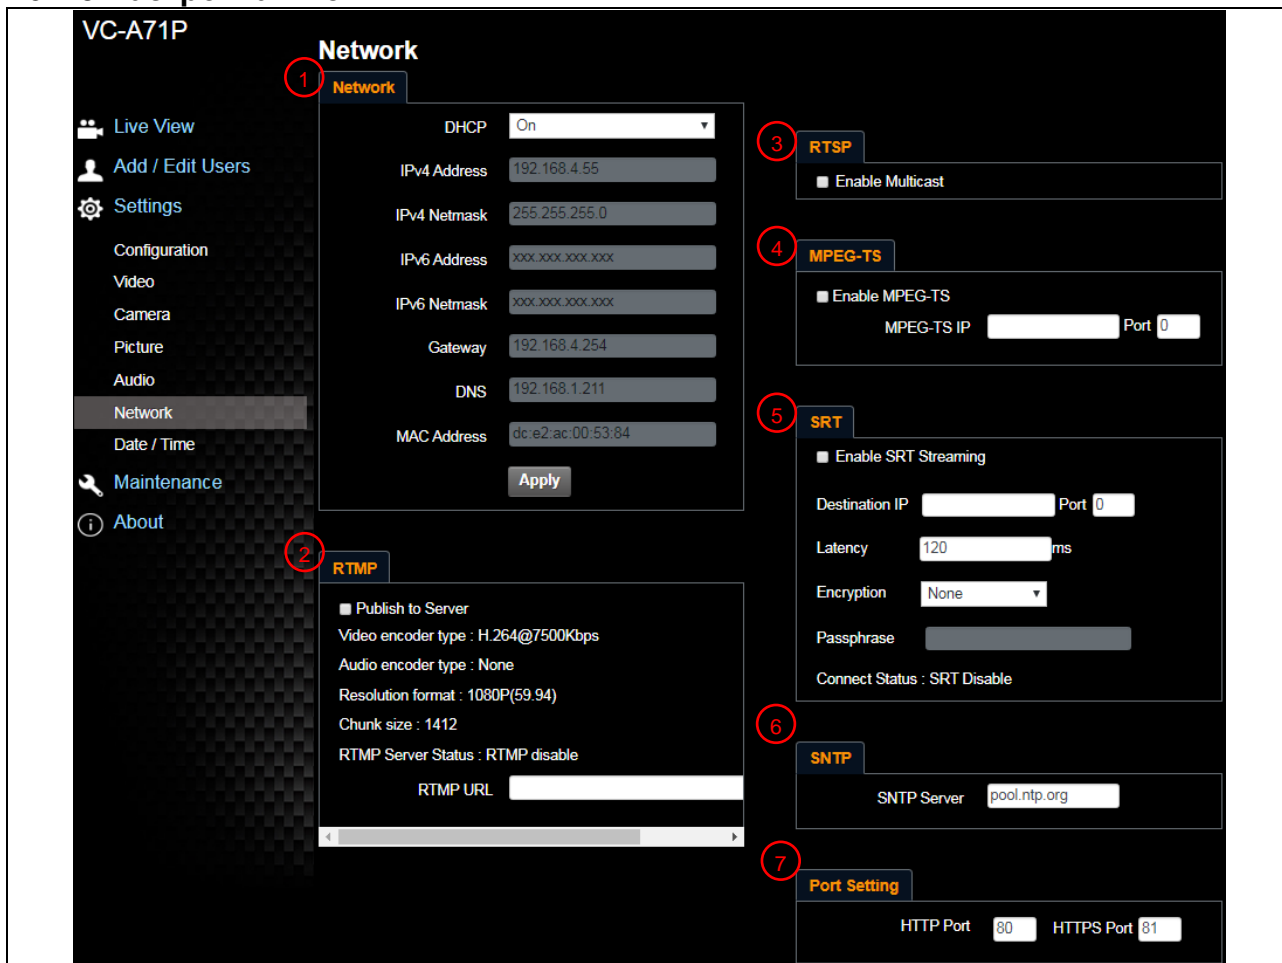 VC-A71P
Network
1
Network
Live View
Add / Edit Users
Settings
Configuration
Video
Camera
Picture
Audio
Network
Date / Time
Maintenance
About
DHCP On
IPv4 Address 192.168.4.55
IPv4 Netmask 255.255.255.0
IPv6 Address xxx.xxx.xxx.xxx
IPv6 Netmask xxx.xxx.xxx.xxx
Gateway 192.168.4.254
DNS 192.168.1.211
MAC Address dc:e2:ac:00:53:84
Apply
2
RTMP
Publish to Server
Video encoder type : H.264@7500Kbps
Audio encoder type : None
Resolution format : 1080P(59.94)
Chunk size : 1412
RTMP Server Status : RTMP disable
RTMP URL
3
RTSP
Enable Multicast
4
MPEG-TS
Enable MPEG-TS
MPEG-TS IP Port 0
5
SRT
Enable SRT Streaming
Destination IP Port 0
Latency 120 ms
Encryption None
Passphrase
Connect Status : SRT Disable
6
SNTP
SNTP Server pool.ntp.org
7
Port Setting
HTTP Port 80 HTTPS Port 81